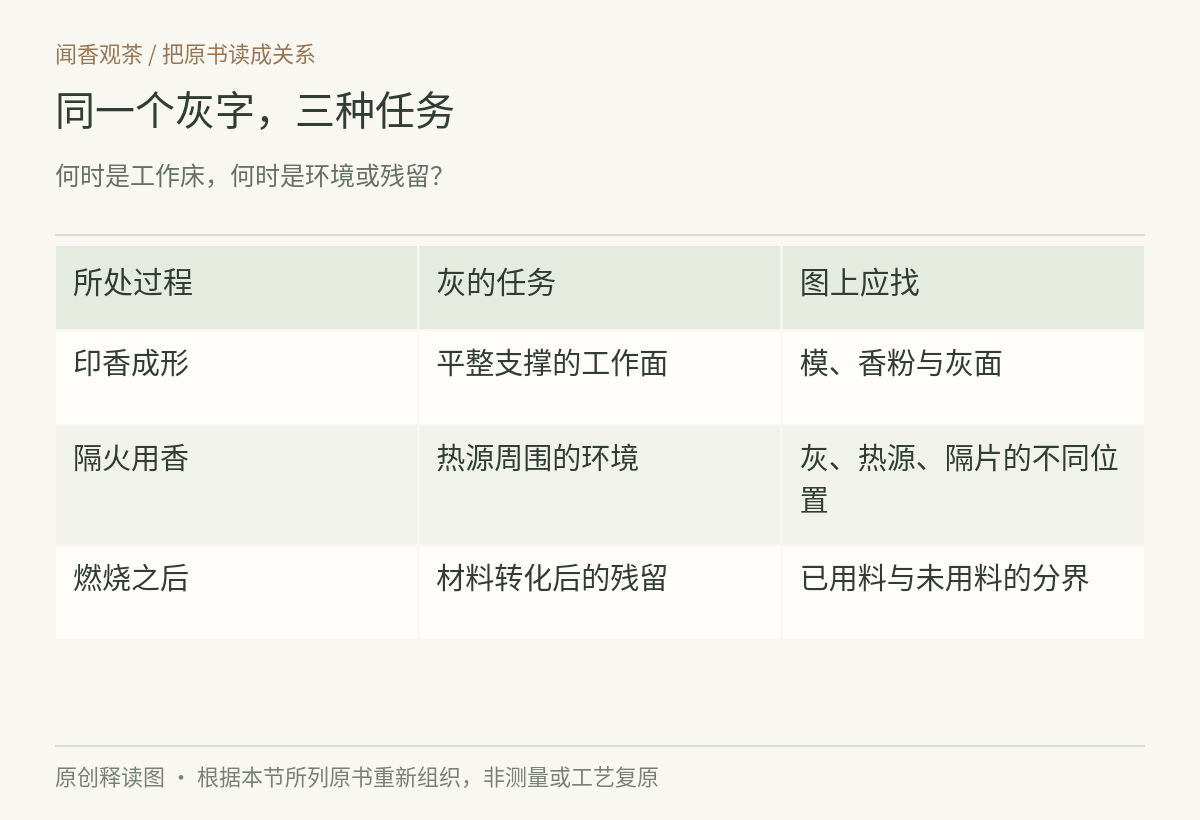 闻香观茶 / 把原书读成关系
同一个灰字，三种任务
何时是工作床，何时是环境或残留？
所处过程 灰的任务 图上应找
印香成形 平整支撑的工作面 模、香粉与灰面
隔火用香 热源周围的环境 灰、热源、隔片的不同位
置
燃烧之后 材料转化后的残留 已用料与未用料的分界
原创释读图 · 根据本节所列原书重新组织，非测量或工艺复原